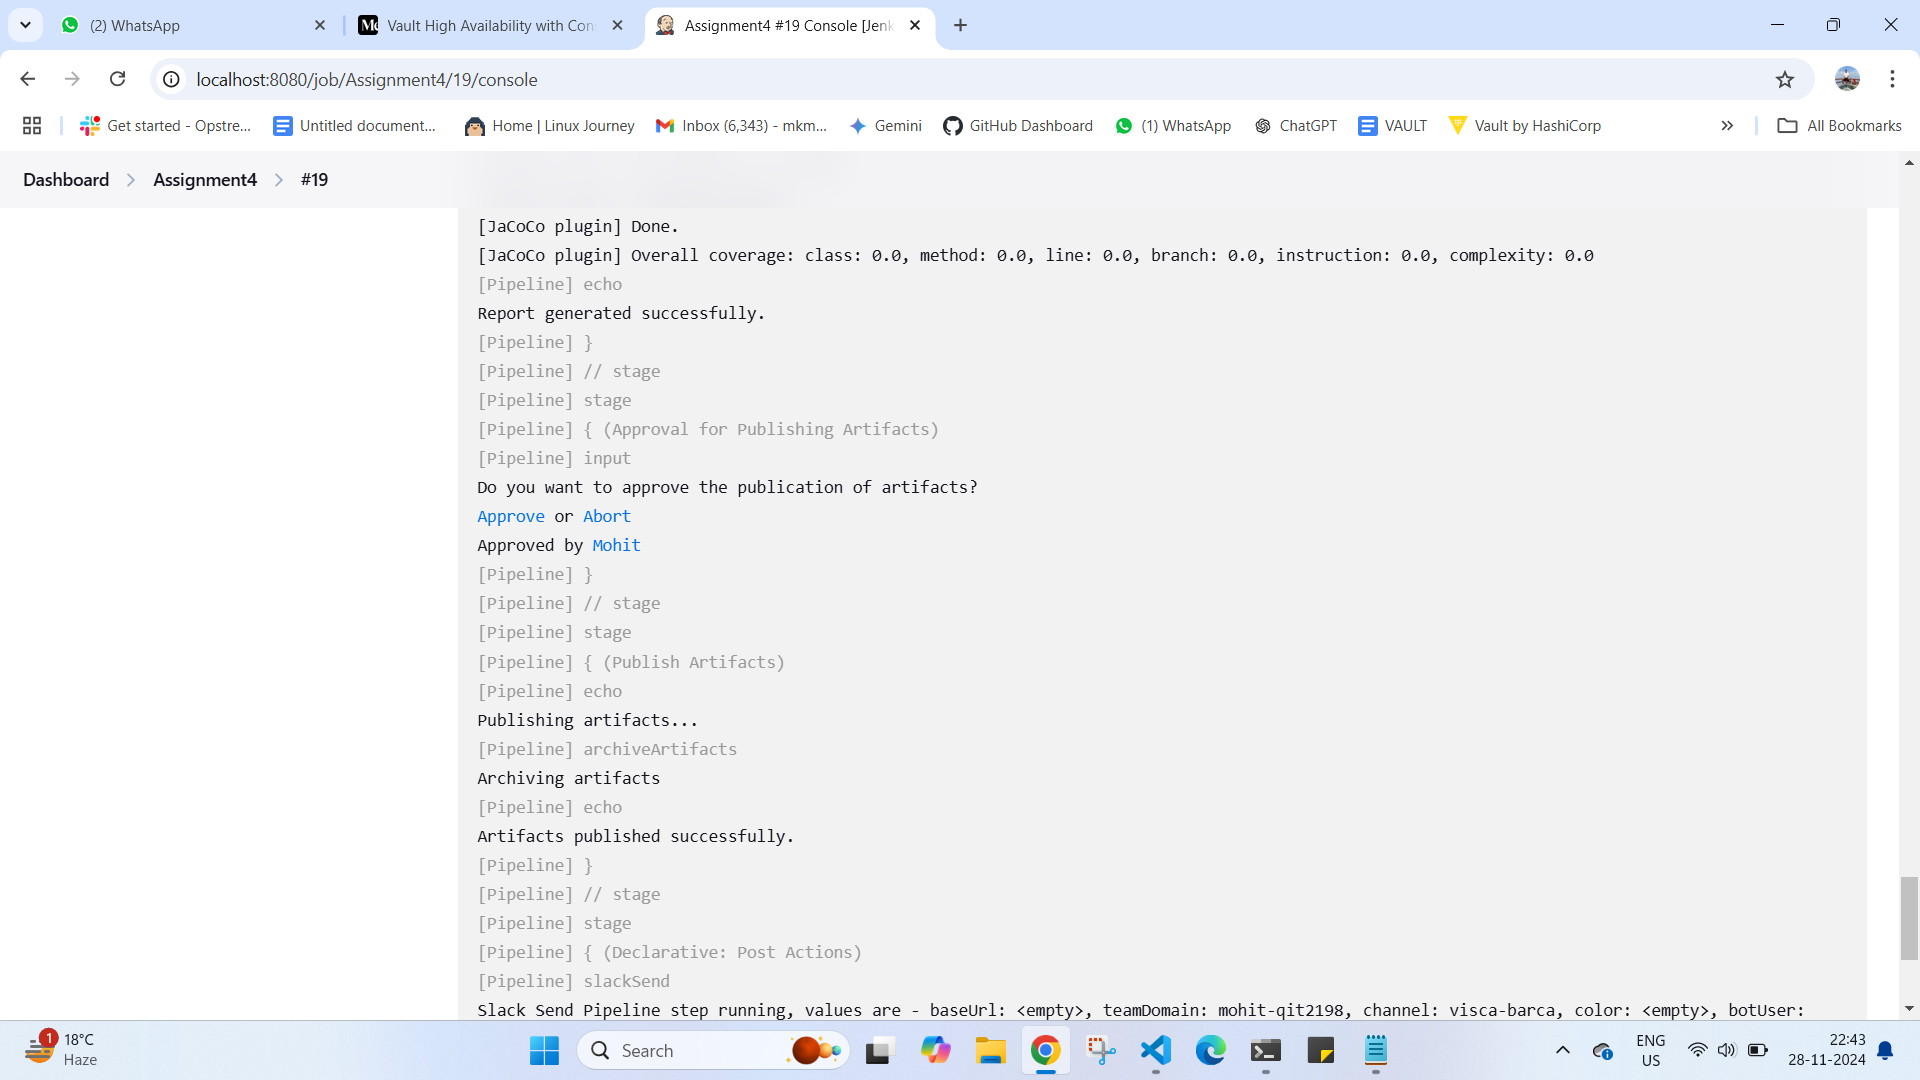 (2) WhatsApp
Vault High Availability with Con
Assignment4 #19 Console [Jenk
localhost:8080/job/Assignment4/19/console
Get started - Opstre...
Untitled document...
Home | Linux Journey
Inbox (6,343) - mkm...
Gemini
GitHub Dashboard
(1) WhatsApp
ChatGPT
VAULT
Vault by HashiCorp
All Bookmarks
Dashboard
Assignment4
#19
[JaCoCo plugin] Done.
[JaCoCo plugin] Overall coverage: class: 0.0, method: 0.0, line: 0.0, branch: 0.0, instruction: 0.0, complexity: 0.0
[Pipeline] echo
Report generated successfully.
[Pipeline] }
[Pipeline] // stage
[Pipeline] stage
[Pipeline] { (Approval for Publishing Artifacts)
[Pipeline] input
Do you want to approve the publication of artifacts?
Approve or Abort
Approved by Mohit
[Pipeline] }
[Pipeline] // stage
[Pipeline] stage
[Pipeline] { (Publish Artifacts)
[Pipeline] echo
Publishing artifacts...
[Pipeline] archiveArtifacts
Archiving artifacts
[Pipeline] echo
Artifacts published successfully.
[Pipeline] }
[Pipeline] // stage
[Pipeline] stage
[Pipeline] { (Declarative: Post Actions)
[Pipeline] slackSend
Slack Send Pipeline step running, values are - baseUrl: <empty>, teamDomain: mohit-qit2198, channel: visca-barca, color: <empty>, botUser:
1
18°C
Haze
Search
ENG
US
22:43
28-11-2024